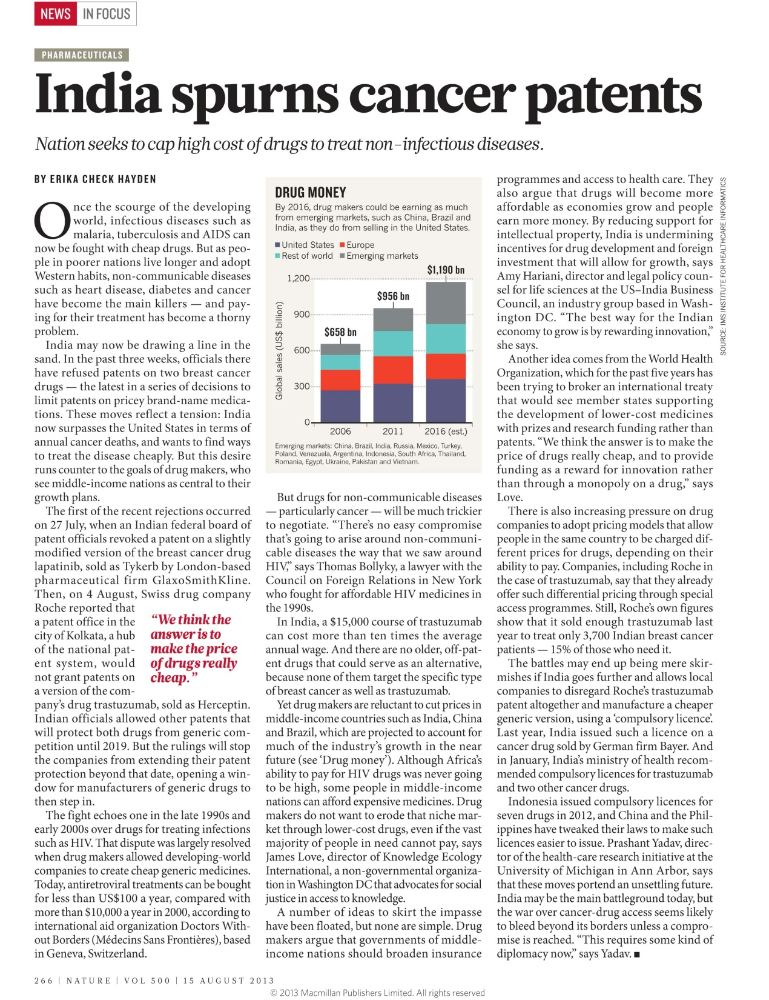 NEWS IN FOCUS
PHARMACEUTICALS
India spurns cancer patents
Nation seeks to cap high cost of drugs to treat non-infectious diseases.
BY ERIKA CHECK HAYDEN
Once the scourge of the developing
world, infectious diseases such as
malaria, tuberculosis and AIDS can
now be fought with cheap drugs. But as peo-
ple in poorer nations live longer and adopt
Western habits, non-communicable diseases
such as heart disease, diabetes and cancer
have become the main killers — and pay-
ing for their treatment has become a thorny
problem.
India may now be drawing a line in the
sand. In the past three weeks, officials there
have refused patents on two breast cancer
drugs — the latest in a series of decisions to
limit patents on pricey brand-name medica-
tions. These moves reflect a tension: India
now surpasses the United States in terms of
annual cancer deaths, and wants to find ways
to treat the disease cheaply. But this desire
runs counter to the goals of drug makers, who
see middle-income nations as central to their
growth plans.
The first of the recent rejections occurred
on 27 July, when an Indian federal board of
patent officials revoked a patent on a slightly
modified version of the breast cancer drug
lapatinib, sold as Tykerb by London-based
pharmaceutical firm GlaxoSmithKline.
Then, on 4 August, Swiss drug company
Roche reported that
a patent office in the
city of Kolkata, a hub
of the national pat-
ent system, would
not grant patents on
a version of the com-
pany's drug trastuzumab, sold as Herceptin.
Indian officials allowed other patents that
will protect both drugs from generic com-
petition until 2019. But the rulings will stop
the companies from extending their patent
protection beyond that date, opening a win-
dow for manufacturers of generic drugs to
then step in.
The fight echoes one in the late 1990s and
early 2000s over drugs for treating infections
such as HIV. That dispute was largely resolved
when drug makers allowed developing-world
companies to create cheap generic medicines.
Today, antiretroviral treatments can be bought
for less than US$100 a year, compared with
more than $10,000 a year in 2000, according to
international aid organization Doctors With-
out Borders (Médecins Sans Frontières), based
in Geneva, Switzerland.
“We think the
answer is to
make the price
of drugs really
cheap.”
DRUG MONEY
By 2016, drug makers could be earning as much
from emerging markets, such as China, Brazil and
India, as they do from selling in the United States.
United States Europe
Rest of world Emerging markets
$1,190 bn
$956 bn
$658 bn
Global sales (US$ billion)
1,200
900
600
300
0
2006 2011 2016 (est.)
Emerging markets: China, Brazil, India, Russia, Mexico, Turkey,
Poland, Venezuela, Argentina, Indonesia, South Africa, Thailand,
Romania, Egypt, Ukraine, Pakistan and Vietnam.
But drugs for non-communicable diseases
— particularly cancer — will be much trickier
to negotiate. “There's no easy compromise
that's going to arise around non-communi-
cable diseases the way that we saw around
HIV,” says Thomas Bollyky, a lawyer with the
Council on Foreign Relations in New York
who fought for affordable HIV medicines in
the 1990s.
In India, a $15,000 course of trastuzumab
can cost more than ten times the average
annual wage. And there are no older, off-pat-
ent drugs that could serve as an alternative,
because none of them target the specific type
of breast cancer as well as trastuzumab.
Yet drug makers are reluctant to cut prices in
middle-income countries such as India, China
and Brazil, which are projected to account for
much of the industry's growth in the near
future (see ‘Drug money’). Although Africa's
ability to pay for HIV drugs was never going
to be high, some people in middle-income
nations can afford expensive medicines. Drug
makers do not want to erode that niche mar-
ket through lower-cost drugs, even if the vast
majority of people in need cannot pay, says
James Love, director of Knowledge Ecology
International, a non-governmental organiza-
tion in Washington DC that advocates for social
justice in access to knowledge.
A number of ideas to skirt the impasse
have been floated, but none are simple. Drug
makers argue that governments of middle-
income nations should broaden insurance
programmes and access to health care. They
also argue that drugs will become more
affordable as economies grow and people
earn more money. By reducing support for
intellectual property, India is undermining
incentives for drug development and foreign
investment that will allow for growth, says
Amy Hariani, director and legal policy coun-
sel for life sciences at the US–India Business
Council, an industry group based in Wash-
ington DC. “The best way for the Indian
economy to grow is by rewarding innovation,”
she says.
Another idea comes from the World Health
Organization, which for the past five years has
been trying to broker an international treaty
that would see member states supporting
the development of lower-cost medicines
with prizes and research funding rather than
patents. “We think the answer is to make the
price of drugs really cheap, and to provide
funding as a reward for innovation rather
than through a monopoly on a drug,” says
Love.
There is also increasing pressure on drug
companies to adopt pricing models that allow
people in the same country to be charged dif-
ferent prices for drugs, depending on their
ability to pay. Companies, including Roche in
the case of trastuzumab, say that they already
offer such differential pricing through special
access programmes. Still, Roche's own figures
show that it sold enough trastuzumab last
year to treat only 3,700 Indian breast cancer
patients — 15% of those who need it.
The battles may end up being mere skir-
mishes if India goes further and allows local
companies to disregard Roche's trastuzumab
patent altogether and manufacture a cheaper
generic version, using a ‘compulsory licence’.
Last year, India issued such a licence on a
cancer drug sold by German firm Bayer. And
in January, India's ministry of health recom-
mended compulsory licences for trastuzumab
and two other cancer drugs.
Indonesia issued compulsory licences for
seven drugs in 2012, and China and the Phil-
ippines have tweaked their laws to make such
licences easier to issue. Prashant Yadav, direc-
tor of the health-care research initiative at the
University of Michigan in Ann Arbor, says
that these moves portend an unsettling future.
India may be the main battleground today, but
the war over cancer-drug access seems likely
to bleed beyond its borders unless a compro-
mise is reached. “This requires some kind of
diplomacy now,” says Yadav. ■
SOURCE: IMS INSTITUTE FOR HEALTHCARE INFORMATICS
266 | NATURE | VOL 500 | 15 AUGUST 2013
© 2013 Macmillan Publishers Limited. All rights reserved